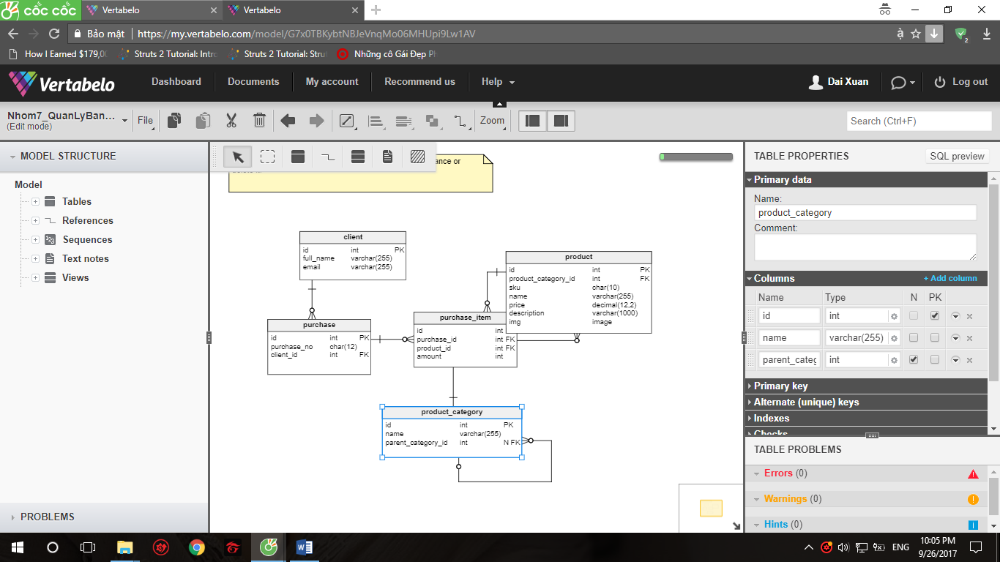 cốc cốc
Vertabelo
Vertabelo
Bảo mật
https://my.vertabelo.com/model/G7x0TBKybtNBJeVnqMo06MHUpi9Lw1AV
How I Earned $179,0
Struts 2 Tutorial: Intro
Struts 2 Tutorial: Strut
Những cô Gái Đẹp Ph
Vertabelo
Dashboard
Documents
My account
Recommend us
Help
Dai Xuan
Log out
Nhom7_QuanLyBan...
(Edit mode)
File
Zoom
Search (Ctrl+F)
MODEL STRUCTURE
Model
Tables
References
Sequences
Text notes
Views
PROBLEMS
ance or
client
id int PK
full_name varchar(255)
email varchar(255)
product
id int PK
product_category_id int FK
sku char(10)
name varchar(255)
price decimal(12,2)
description varchar(1000)
img image
purchase
id int PK
purchase_no char(12)
client_id int FK
purchase_item
id int
purchase_id int FK
product_id int FK
amount int
product_category
id int PK
name varchar(255)
parent_category_id int N FK
TABLE PROPERTIES
SQL preview
Primary data
Name:
product_category
Comment:
Columns + Add column
Name Type N PK
id int
name varchar(255)
parent_categ int
Primary key
Alternate (unique) keys
Indexes
Checks
TABLE PROBLEMS
Errors (0)
Warnings (0)
Hints (0)
ENG
10:05 PM
9/26/2017